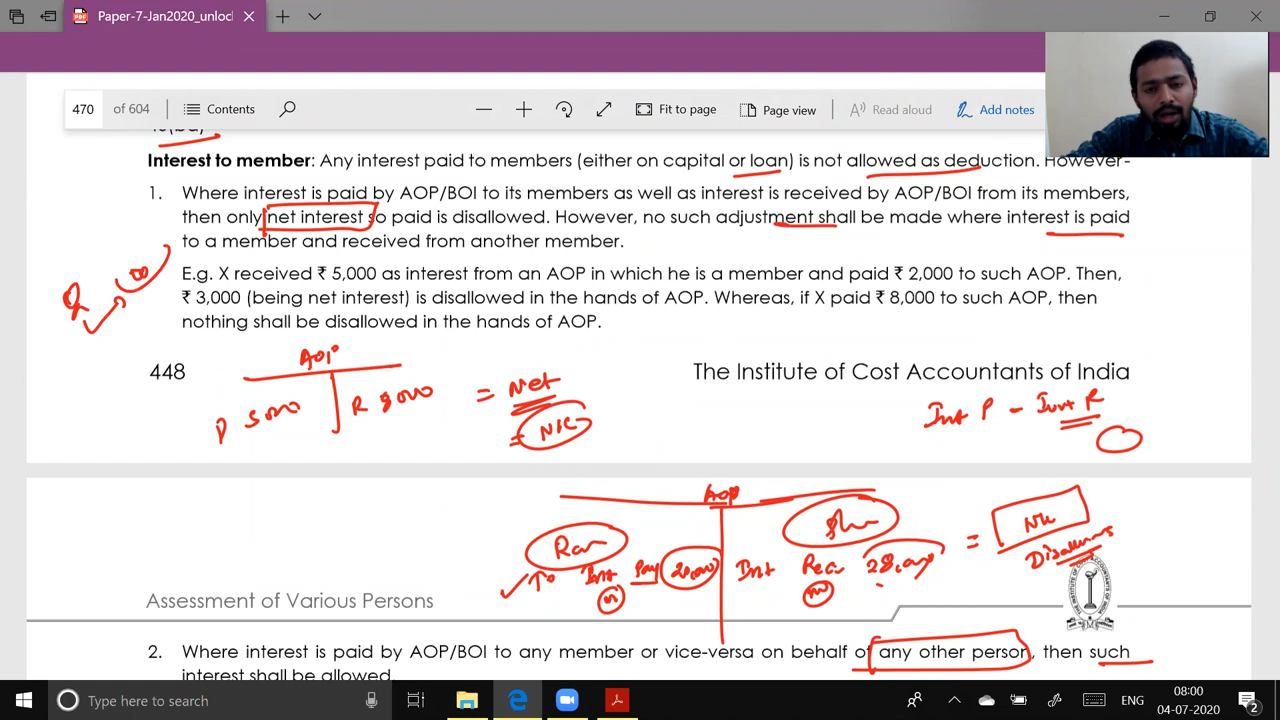 Paper-7-Jan2020_unlock
470 of 604 Contents Fit to page Page view Read aloud Add notes
Interest to member: Any interest paid to members (either on capital or loan) is not allowed as deduction. However-
1. Where interest is paid by AOP/BOI to its members as well as interest is received by AOP/BOI from its members,
then only net interest so paid is disallowed. However, no such adjustment shall be made where interest is paid
to a member and received from another member.
E.g. X received ₹ 5,000 as interest from an AOP in which he is a member and paid ₹ 2,000 to such AOP. Then,
₹ 3,000 (being net interest) is disallowed in the hands of AOP. Whereas, if X paid ₹ 8,000 to such AOP, then
nothing shall be disallowed in the hands of AOP.
AOP
448 The Institute of Cost Accountants of India
P 5000 R 8000 = Net
= NIL
Int P - Int R
AOP
Ram
Int Pay 20,000 Int 28,000 =
Assessment of Various Persons
2. Where interest is paid by AOP/BOI to any member or vice-versa on behalf of any other person, then such
interest shall be allowed.
Type here to search
ENG
08:00
04-07-2020
2